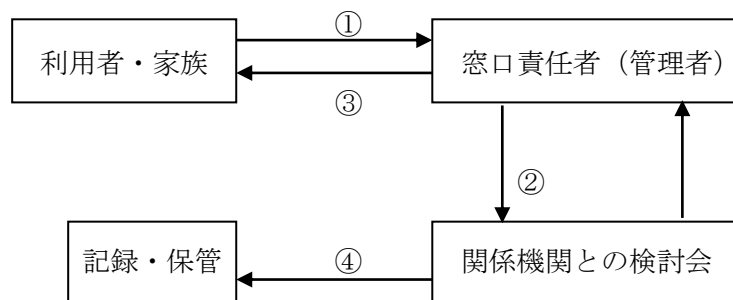 ①
利用者・家族
窓口責任者（管理者）
③
②
記録・保管
④
関係機関との検討会